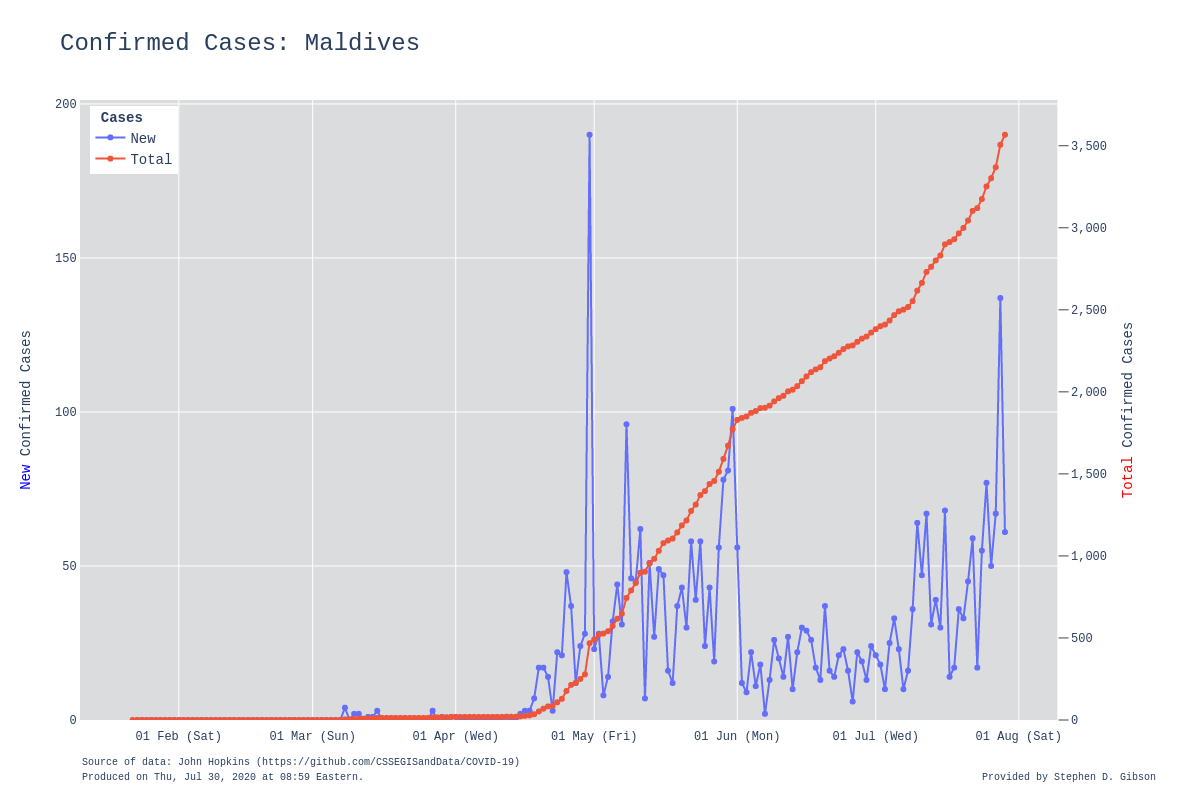 Confirmed Cases: Maldives
Cases
New
Total
200
150
100
50
0
3,500
3,000
2,500
2,000
1,500
1,000
500
0
New Confirmed Cases
Total Confirmed Cases
01 Feb (Sat) 01 Mar (Sun) 01 Apr (Wed) 01 May (Fri) 01 Jun (Mon) 01 Jul (Wed) 01 Aug (Sat)
Source of data: John Hopkins (https://github.com/CSSEGISandData/COVID-19)
Produced on Thu, Jul 30, 2020 at 08:59 Eastern.
Provided by Stephen D. Gibson